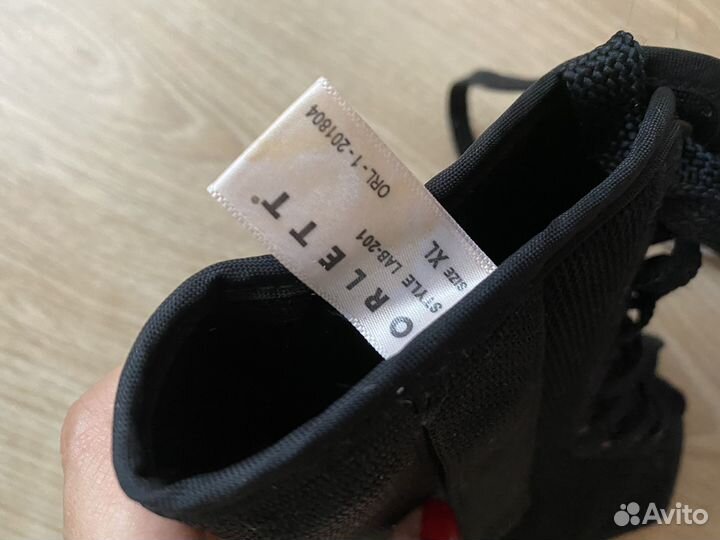 ORLETT®
STYLE LAB-201
SIZE XL
ORL-1-201804
Avito